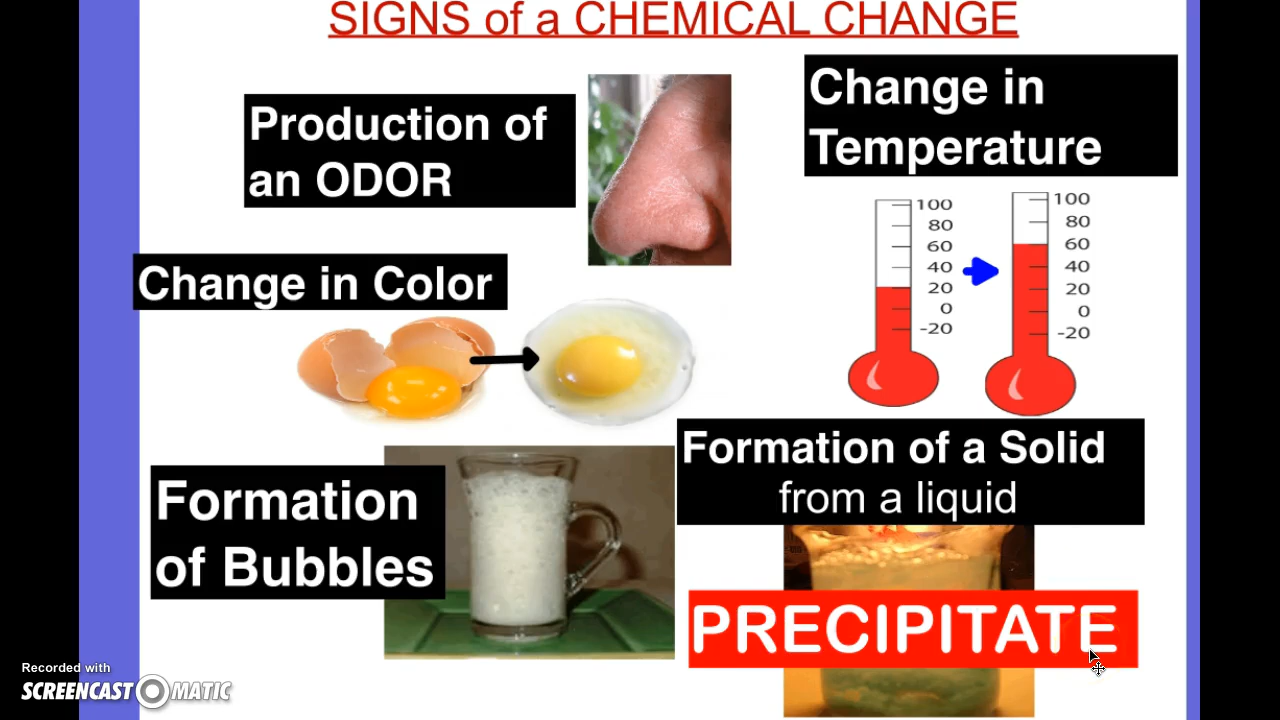 SIGNS of a CHEMICAL CHANGE
Production of
an ODOR
Change in
Temperature
100
80
60
40
20
0
-20
100
80
60
40
20
0
-20
Change in Color
Formation
of Bubbles
Formation of a Solid
from a liquid
PRECIPITATE
Recorded with
SCREENCAST O MATIC